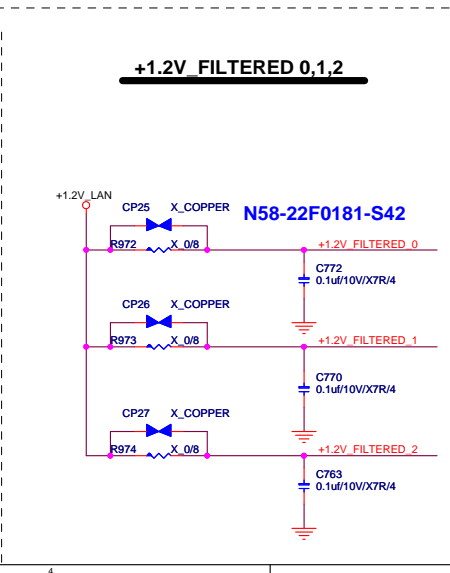 +1.2V_FILTERED 0,1,2
+1.2V_LAN
CP25 X_COPPER
N58-22F0181-S42
R972 X_0/8
+1.2V_FILTERED_0
C772
0.1uf/10V/X7R/4
CP26 X_COPPER
R973 X_0/8
+1.2V_FILTERED_1
C770
0.1uf/10V/X7R/4
CP27 X_COPPER
R974 X_0/8
+1.2V_FILTERED_2
C763
0.1uf/10V/X7R/4
4